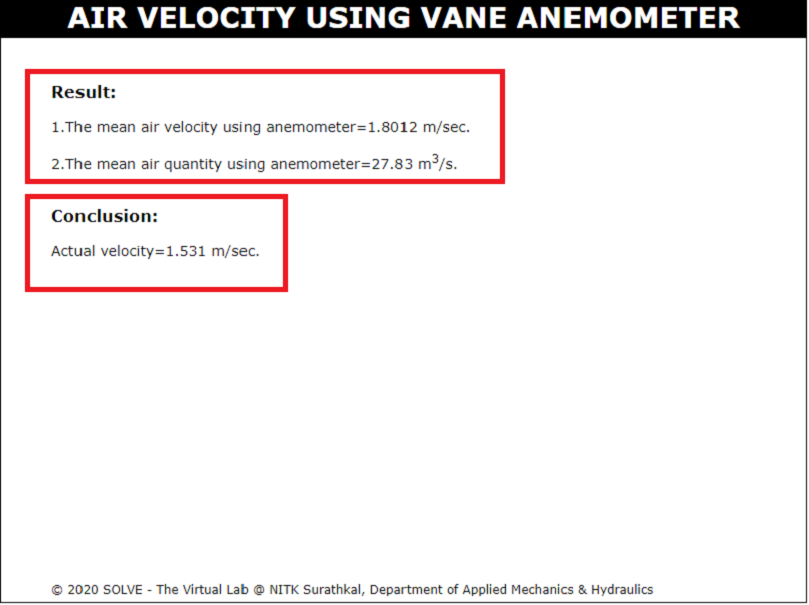 AIR VELOCITY USING VANE ANEMOMETER
Result:
1.The mean air velocity using anemometer=1.8012 m/sec.
2.The mean air quantity using anemometer=27.83 m³/s.
Conclusion:
Actual velocity=1.531 m/sec.
© 2020 SOLVE - The Virtual Lab @ NITK Surathkal, Department of Applied Mechanics & Hydraulics